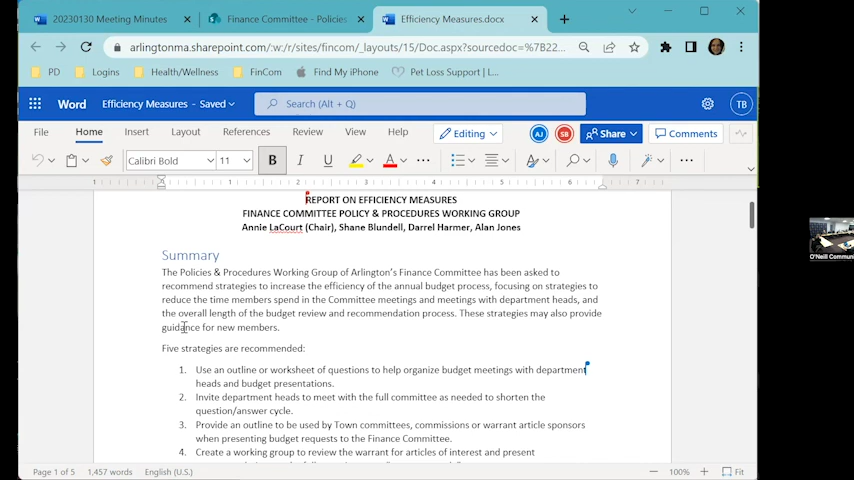 20230130 Meeting Minutes
Finance Committee - Policies
Efficiency Measures.docx
arlingtonma.sharepoint.com/:w:/r/sites/fincom/_layouts/15/Doc.aspx?sourcedoc=%7B22...
PD
Logins
Health/Wellness
FinCom
Find My iPhone
Pet Loss Support | L...
Word
Efficiency Measures - Saved
Search (Alt + Q)
TB
File
Home
Insert
Layout
References
Review
View
Help
Editing
AJ
SB
Share
Comments
Calibri Bold
11
B
I
U
A
1
1
2
3
4
5
6
7
REPORT ON EFFICIENCY MEASURES
FINANCE COMMITTEE POLICY & PROCEDURES WORKING GROUP
Annie LaCourt (Chair), Shane Blundell, Darrel Harmer, Alan Jones
Summary
The Policies & Procedures Working Group of Arlington's Finance Committee has been asked to
recommend strategies to increase the efficiency of the annual budget process, focusing on strategies to
reduce the time members spend in the Committee meetings and meetings with department heads, and
the overall length of the budget review and recommendation process. These strategies may also provide
guidance for new members.
Five strategies are recommended:
1. Use an outline or worksheet of questions to help organize budget meetings with department
heads and budget presentations.
2. Invite department heads to meet with the full committee as needed to shorten the
question/answer cycle.
3. Provide an outline to be used by Town committees, commissions or warrant article sponsors
when presenting budget requests to the Finance Committee.
4. Create a working group to review the warrant for articles of interest and present
Page 1 of 5
1,457 words
English (U.S.)
100%
Fit
O'Neill Commun